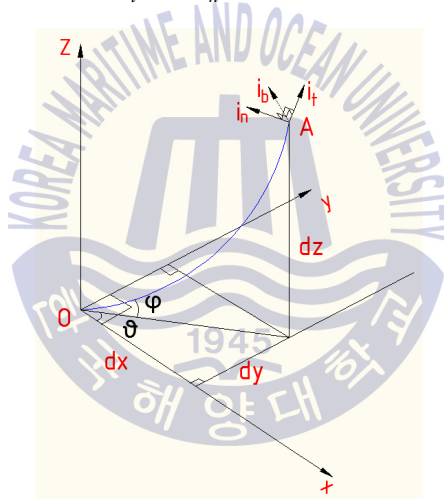 Z
KOREA MARITIME AND OCEAN UNIVERSITY
i_b
i_t
i_n
A
y
dz
φ
O
ϑ
1945
dx
dy
x
한국해양대학교